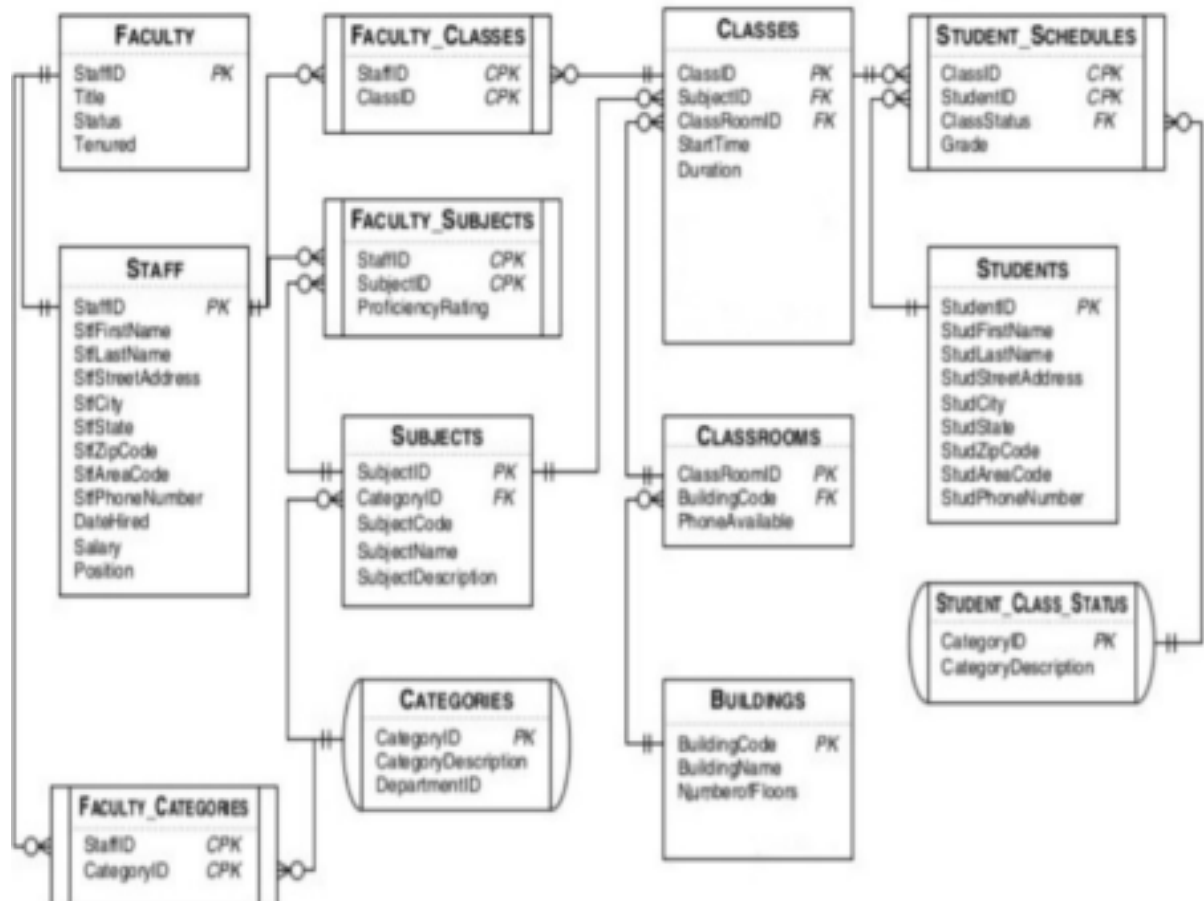 FACULTY
StaffID PK
Title
Status
Tenured
FACULTY_CLASSES
StaffID CPK
ClassID CPK
CLASSES
ClassID PK
SubjectID FK
ClassRoomID FK
StartTime
Duration
STUDENT_SCHEDULES
ClassID CPK
StudentID CPK
ClassStatus FK
Grade
FACULTY_SUBJECTS
StaffID CPK
SubjectID CPK
ProficiencyRating
STAFF
StaffID PK
StfFirstName
StfLastName
StfStreetAddress
StfCity
StfState
StfZipCode
StfAreaCode
StfPhoneNumber
DateHired
Salary
Position
STUDENTS
StudentID PK
StudFirstName
StudLastName
StudStreetAddress
StudCity
StudState
StudZipCode
StudAreaCode
StudPhoneNumber
SUBJECTS
SubjectID PK
CategoryID FK
SubjectCode
SubjectName
SubjectDescription
CLASSROOMS
ClassRoomID PK
BuildingCode FK
PhoneAvailable
STUDENT_CLASS_STATUS
CategoryID PK
CategoryDescription
CATEGORIES
CategoryID PK
CategoryDescription
DepartmentID
BUILDINGS
BuildingCode PK
BuildingName
NumberofFloors
FACULTY_CATEGORIES
StaffID CPK
CategoryID CPK